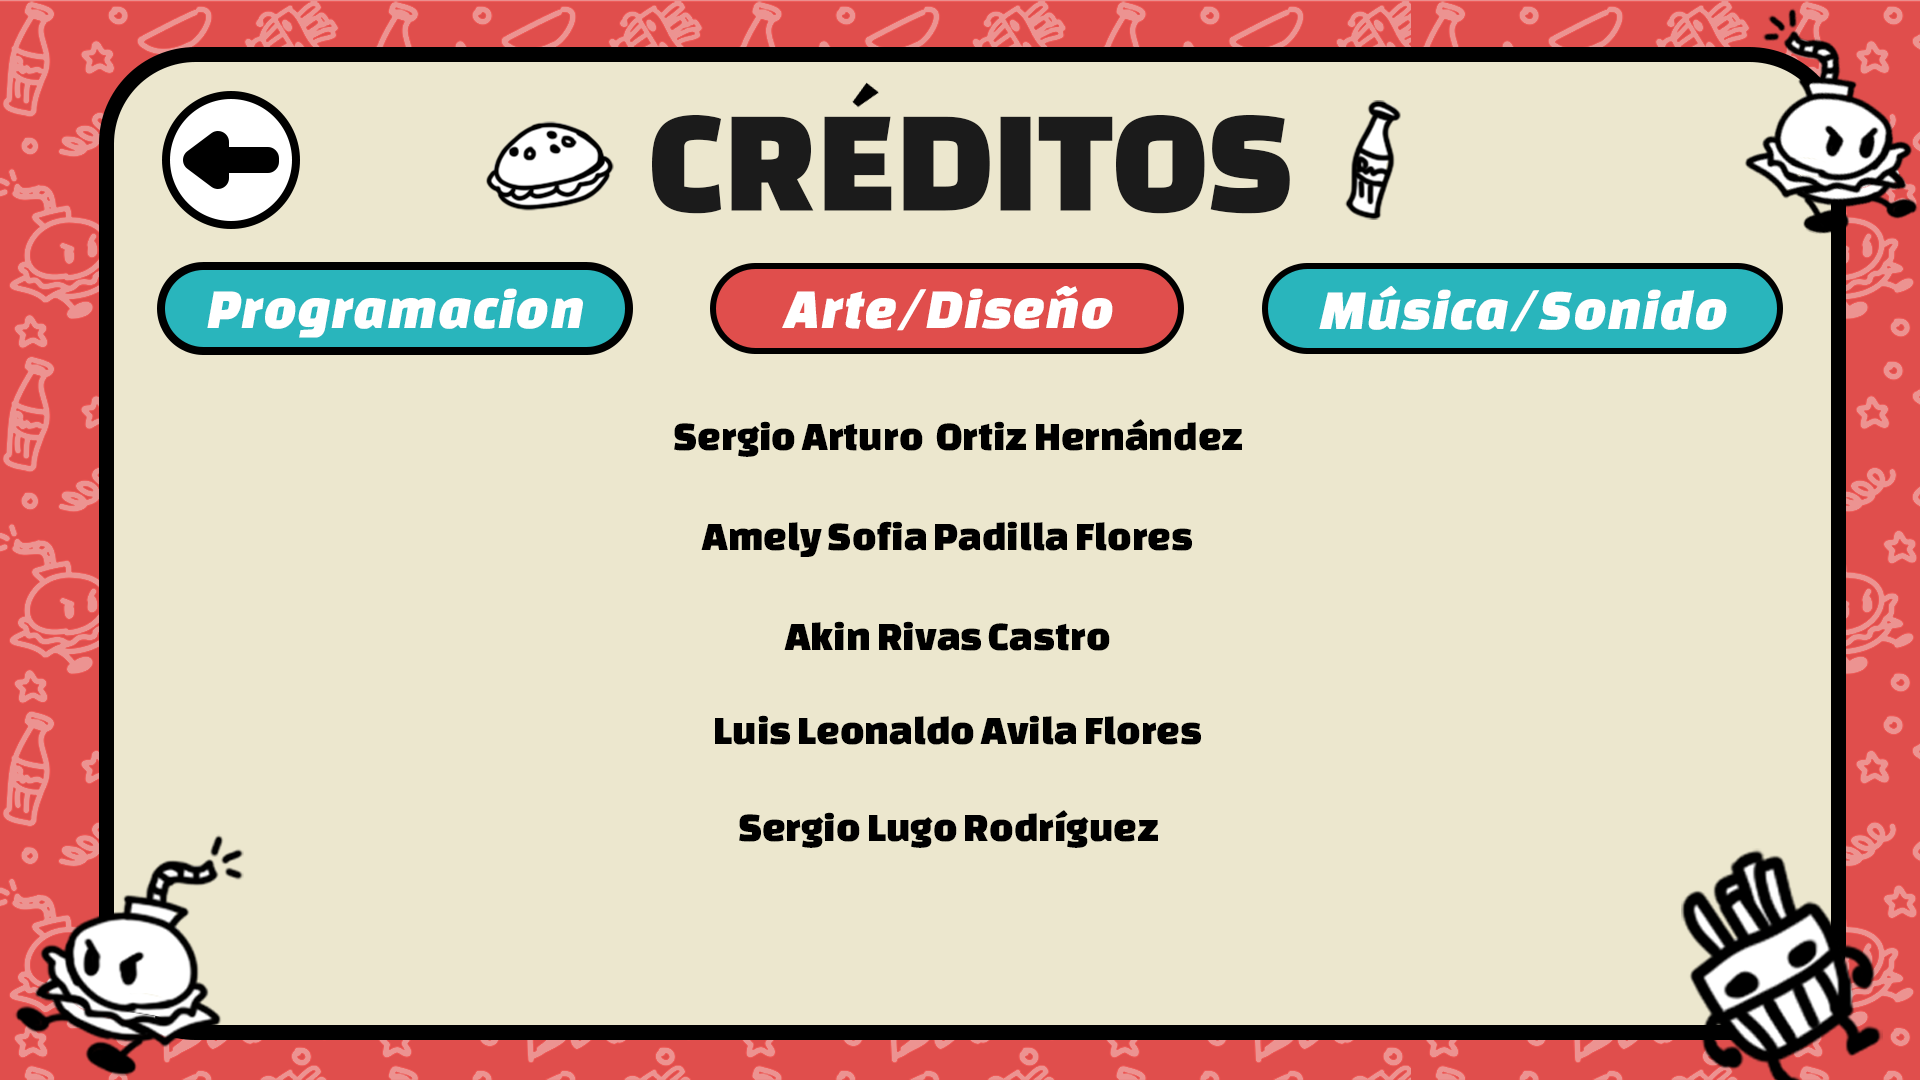 CRÉDITOS
Programacion
Arte/Diseño
Música/Sonido
Sergio Arturo  Ortiz Hernández
Amely Sofia Padilla Flores
Akin Rivas Castro
Luis Leonaldo Avila Flores
Sergio Lugo Rodríguez